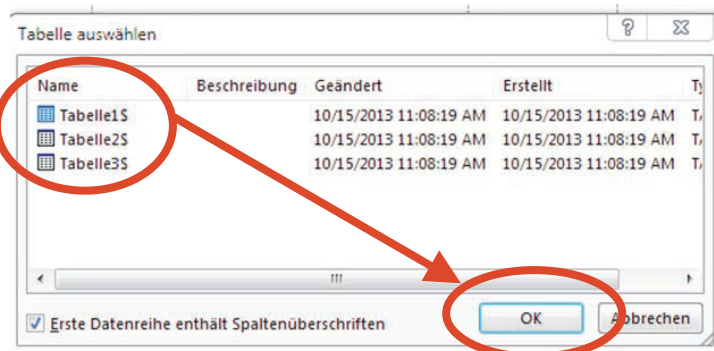 Tabelle auswählen
Name Beschreibung Geändert Erstellt
Tabelle1$ 10/15/2013 11:08:19 AM 10/15/2013 11:08:19 AM
Tabelle2$ 10/15/2013 11:08:19 AM 10/15/2013 11:08:19 AM
Tabelle3$ 10/15/2013 11:08:19 AM 10/15/2013 11:08:19 AM
Erste Datenreihe enthält Spaltenüberschriften OK Abbrechen